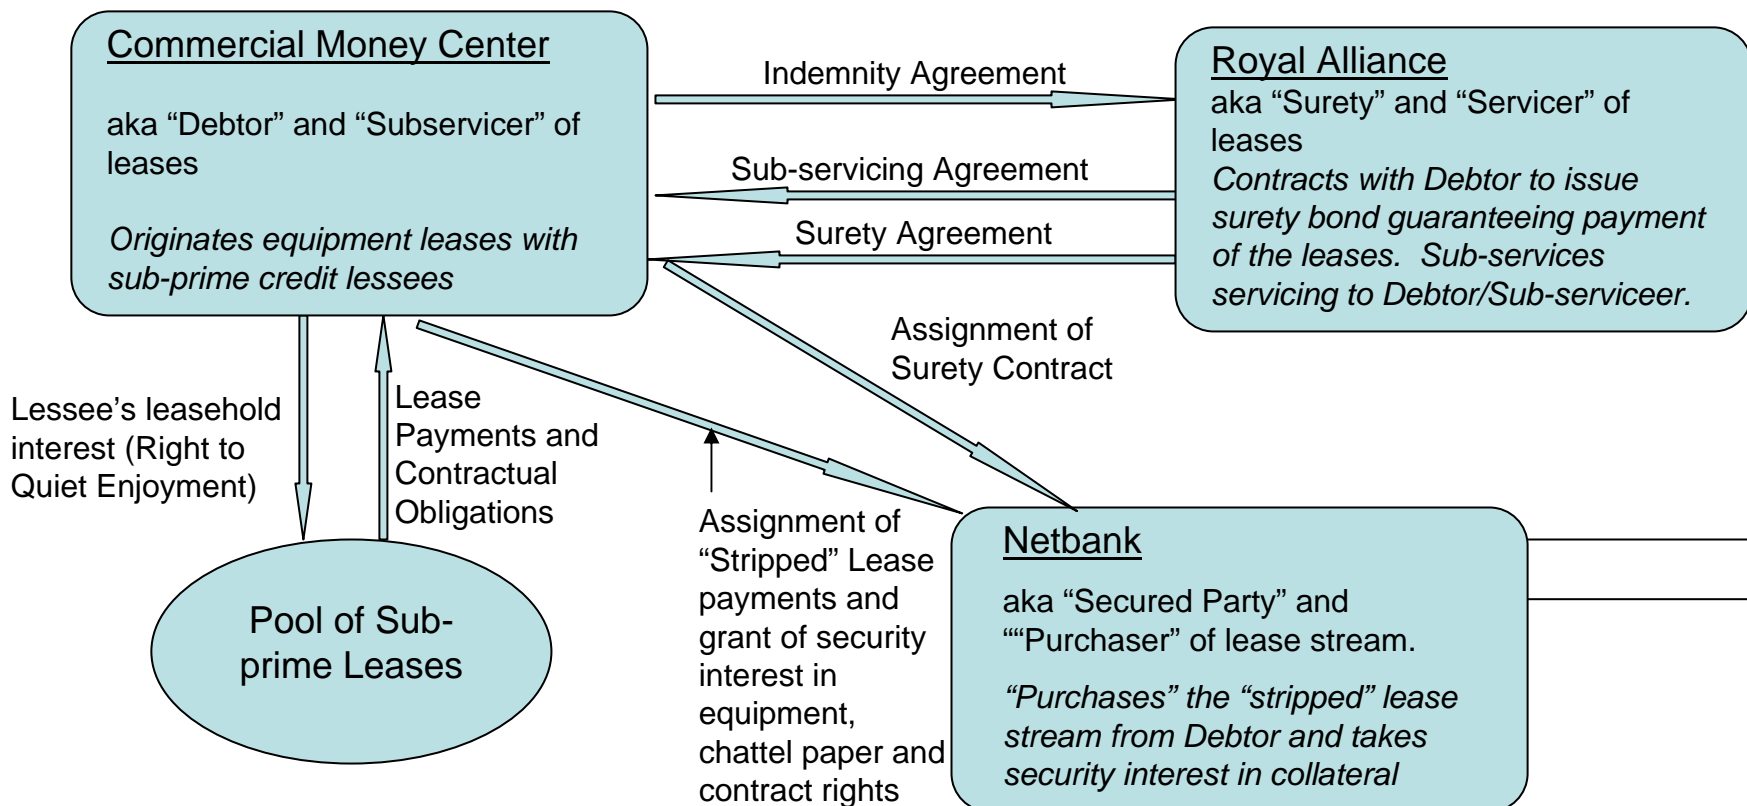 Commercial Money Center
aka “Debtor” and “Subservicer” of
leases
Originates equipment leases with
sub-prime credit lessees
Indemnity Agreement
Sub-servicing Agreement
Surety Agreement
Royal Alliance
aka “Surety” and “Servicer” of
leases
Contracts with Debtor to issue
surety bond guaranteeing payment
of the leases.  Sub-services
servicing to Debtor/Sub-serviceer.
Assignment of
Surety Contract
Lessee’s leasehold
interest (Right to
Quiet Enjoyment)
Lease
Payments and
Contractual
Obligations
Pool of Sub-
prime Leases
Assignment of
“Stripped” Lease
payments and
grant of security
interest in
equipment,
chattel paper and
contract rights
Netbank
aka “Secured Party” and
““Purchaser” of lease stream.
“Purchases” the “stripped” lease
stream from Debtor and takes
security interest in collateral